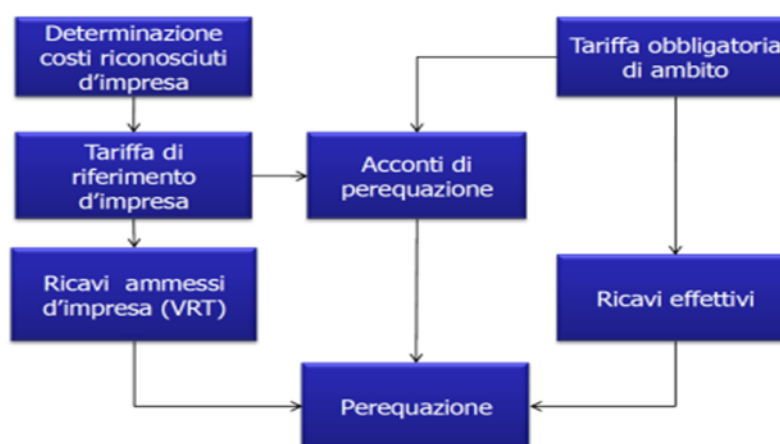 Determinazione
costi riconosciuti
d'impresa
Tariffa obbligatoria
di ambito
Tariffa di
riferimento
d'impresa
Acconti di
perequazione
Ricavi ammessi
d'impresa (VRT)
Ricavi effettivi
Perequazione